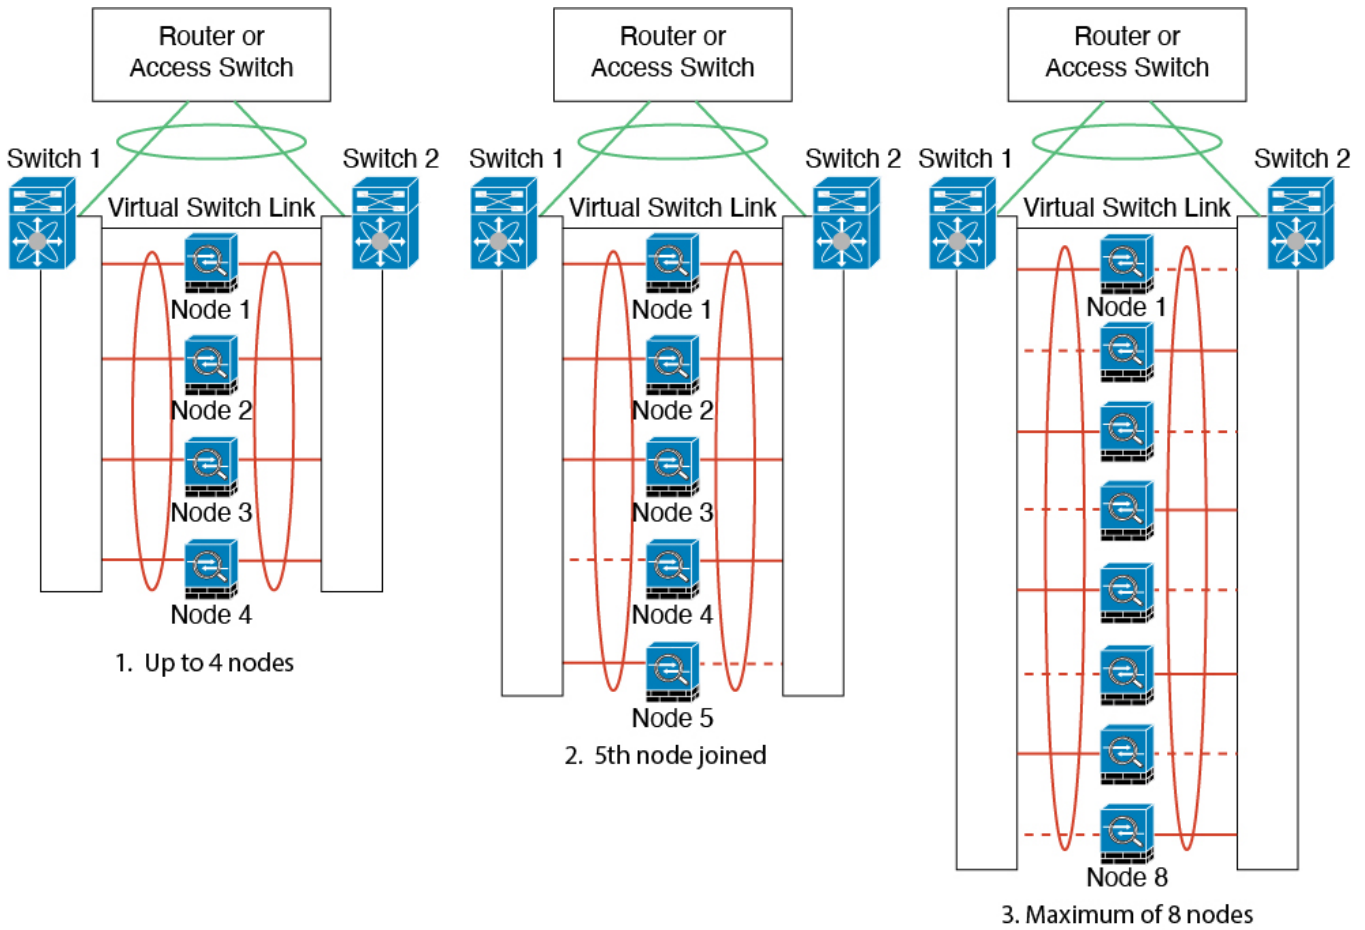 Router or
Access Switch
Switch 1
Switch 2
Virtual Switch Link
Node 1
Node 2
Node 3
Node 4
1. Up to 4 nodes
Router or
Access Switch
Switch 1
Switch 2
Virtual Switch Link
Node 1
Node 2
Node 3
Node 4
Node 5
2. 5th node joined
Router or
Access Switch
Switch 1
Switch 2
Virtual Switch Link
Node 1
Node 8
3. Maximum of 8 nodes